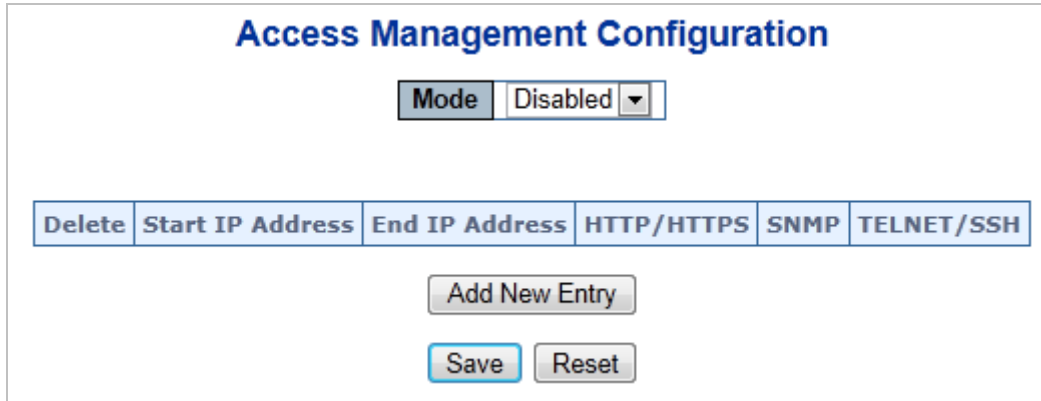 Access Management Configuration
Mode Disabled
Delete Start IP Address End IP Address HTTP/HTTPS SNMP TELNET/SSH
Add New Entry
Save Reset